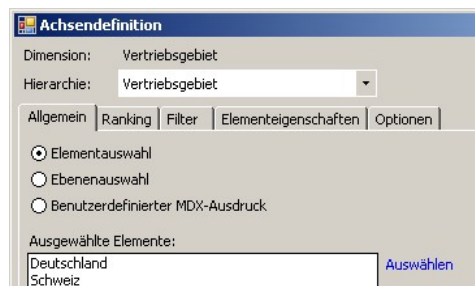 Achsendefinition
Dimension: Vertriebsgebiet
Hierarchie: Vertriebsgebiet
Allgemein Ranking Filter Elementeigenschaften Optionen
Elementauswahl
Ebenenauswahl
Benutzerdefinierter MDX-Ausdruck
Ausgewählte Elemente:
Deutschland Auswählen
Schweiz